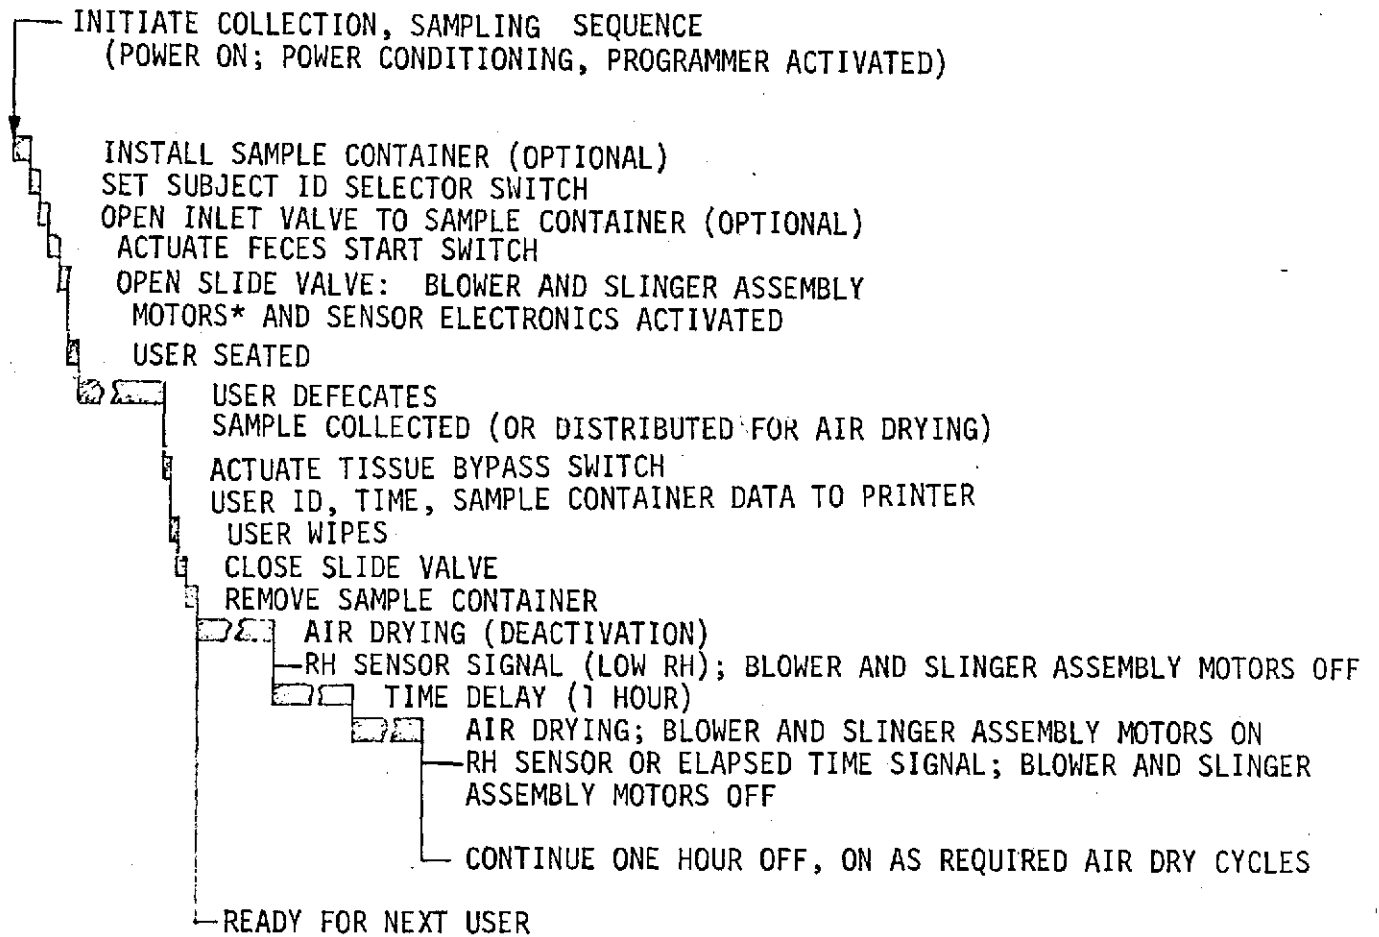 INITIATE COLLECTION, SAMPLING SEQUENCE
(POWER ON; POWER CONDITIONING, PROGRAMMER ACTIVATED)
INSTALL SAMPLE CONTAINER (OPTIONAL)
SET SUBJECT ID SELECTOR SWITCH
OPEN INLET VALVE TO SAMPLE CONTAINER (OPTIONAL)
ACTUATE FECES START SWITCH
OPEN SLIDE VALVE: BLOWER AND SLINGER ASSEMBLY
MOTORS* AND SENSOR ELECTRONICS ACTIVATED
USER SEATED
USER DEFECATES
SAMPLE COLLECTED (OR DISTRIBUTED FOR AIR DRYING)
ACTUATE TISSUE BYPASS SWITCH
USER ID, TIME, SAMPLE CONTAINER DATA TO PRINTER
USER WIPES
CLOSE SLIDE VALVE
REMOVE SAMPLE CONTAINER
AIR DRYING (DEACTIVATION)
RH SENSOR SIGNAL (LOW RH); BLOWER AND SLINGER ASSEMBLY MOTORS OFF
TIME DELAY (1 HOUR)
AIR DRYING; BLOWER AND SLINGER ASSEMBLY MOTORS ON
RH SENSOR OR ELAPSED TIME SIGNAL; BLOWER AND SLINGER
ASSEMBLY MOTORS OFF
CONTINUE ONE HOUR OFF, ON AS REQUIRED AIR DRY CYCLES
READY FOR NEXT USER